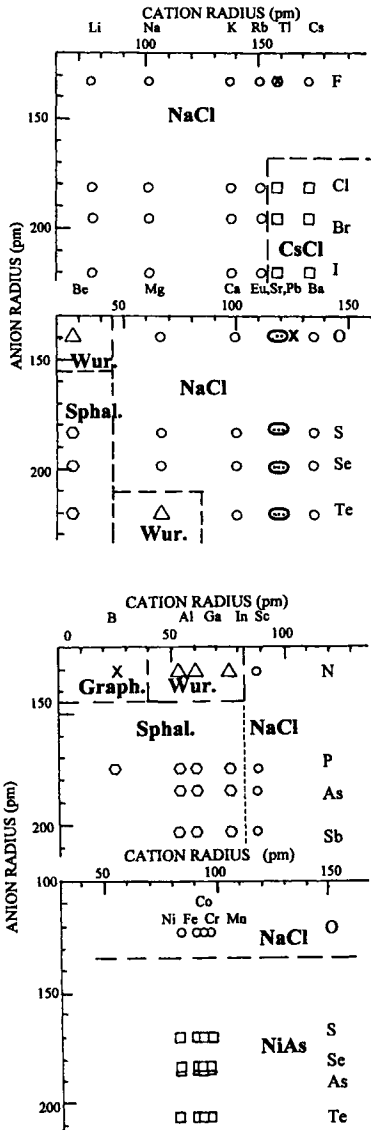 CATION RADIUS (pm)
Li Na K Rb Tl Cs
100 150
F
150
NaCl
Cl
200
Br
CsCl
I
Be Mg Ca Eu,Sr,Pb Ba
ANION RADIUS (pm)
50 100 150
X O
150
Wur.
NaCl
Sphal.
S
200
Se
Te
Wur.
CATION RADIUS (pm)
B Al Ga In Sc
0 50 100
X N
Graph. Wur.
150
Sphal. NaCl
P
As
200
Sb
CATION RADIUS (pm)
ANION RADIUS (pm)
100
50 100 150
Co
Ni Fe Cr Mn
O
NaCl
150
S
NiAs
Se
As
200
Te